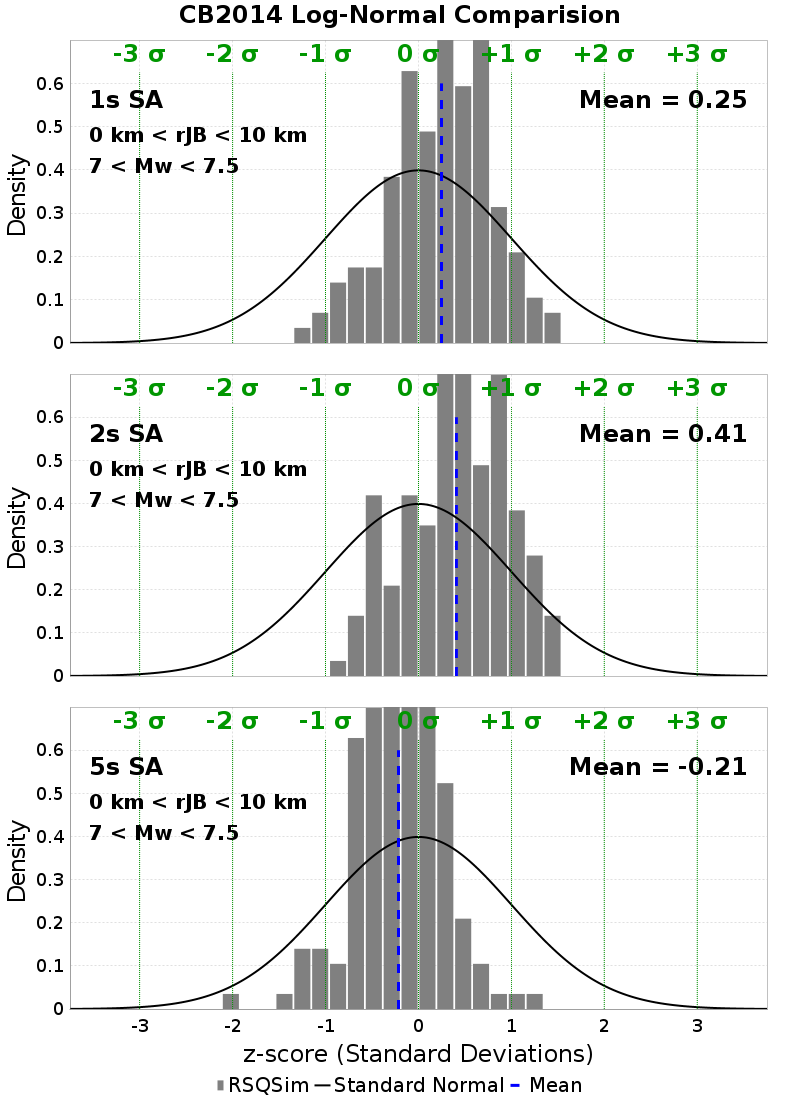 CB2014 Log-Normal Comparision
-3 σ -2 σ -1 σ 0 σ +1 σ +2 σ +3 σ
1s SA
Mean = 0.25
0 km < rJB < 10 km
7 < Mw < 7.5
Density
0.6
0.5
0.4
0.3
0.2
0.1
0
-3 σ -2 σ -1 σ 0 σ +1 σ +2 σ +3 σ
2s SA
Mean = 0.41
0 km < rJB < 10 km
7 < Mw < 7.5
Density
0.6
0.5
0.4
0.3
0.2
0.1
0
-3 σ -2 σ -1 σ 0 σ +1 σ +2 σ +3 σ
5s SA
Mean = -0.21
0 km < rJB < 10 km
7 < Mw < 7.5
Density
0.6
0.5
0.4
0.3
0.2
0.1
0
-3 -2 -1 0 1 2 3
z-score (Standard Deviations)
RSQSim Standard Normal Mean